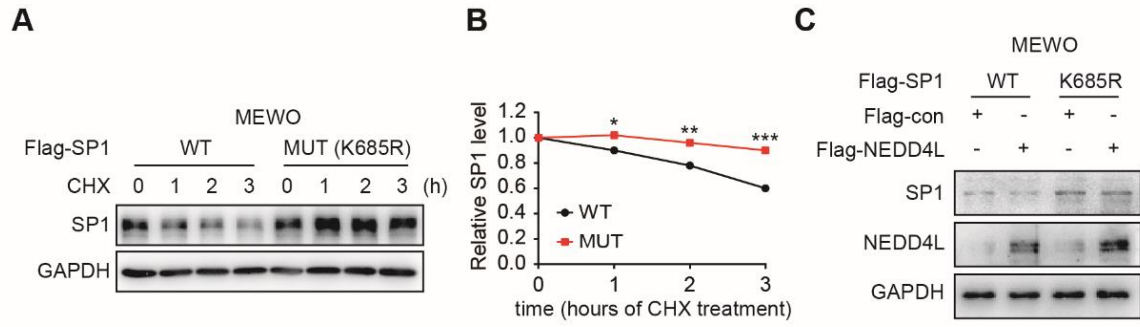 A
MEWO
Flag-SP1 WT MUT (K685R)
CHX 0 1 2 3 0 1 2 3 (h)
SP1
GAPDH
B
Relative SP1 level
1.2
1.0
0.8
0.6
0.4
0.2
0.0
* ** ***
WT
MUT
0 1 2 3
time (hours of CHX treatment)
C
MEWO
Flag-SP1 WT K685R
Flag-con + - + -
Flag-NEDD4L - + - +
SP1
NEDD4L
GAPDH